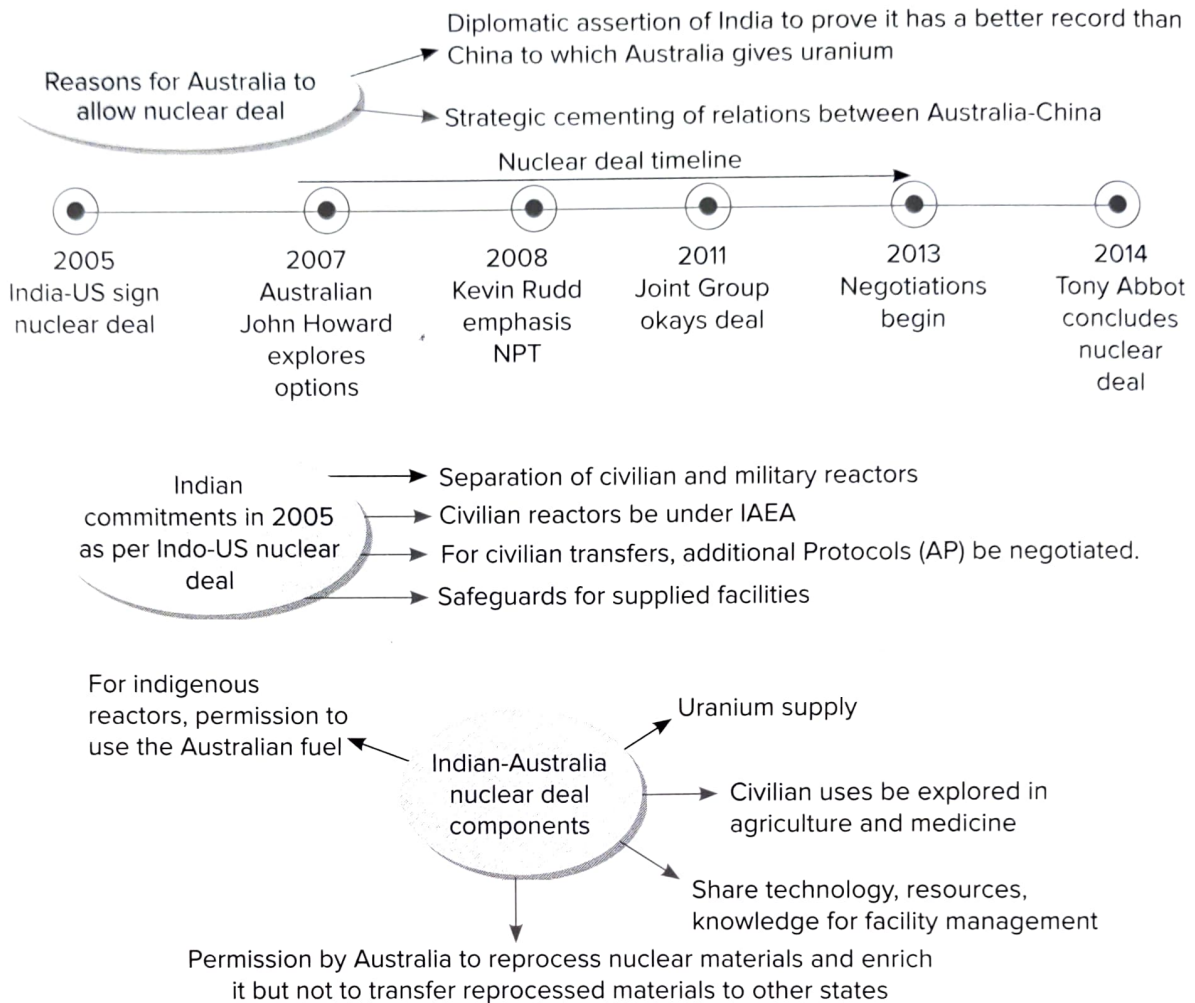 Diplomatic assertion of India to prove it has a better record than
China to which Australia gives uranium
Reasons for Australia to
allow nuclear deal
Strategic cementing of relations between Australia-China
Nuclear deal timeline
2005
India-US sign
nuclear deal
2007
Australian
John Howard
explores
options
2008
Kevin Rudd
emphasis
NPT
2011
Joint Group
okays deal
2013
Negotiations
begin
2014
Tony Abbot
concludes
nuclear
deal
Indian
commitments in 2005
as per Indo-US nuclear
deal
Separation of civilian and military reactors
Civilian reactors be under IAEA
For civilian transfers, additional Protocols (AP) be negotiated.
Safeguards for supplied facilities
For indigenous
reactors, permission to
use the Australian fuel
Indian-Australia
nuclear deal
components
Uranium supply
Civilian uses be explored in
agriculture and medicine
Share technology, resources,
knowledge for facility management
Permission by Australia to reprocess nuclear materials and enrich
it but not to transfer reprocessed materials to other states